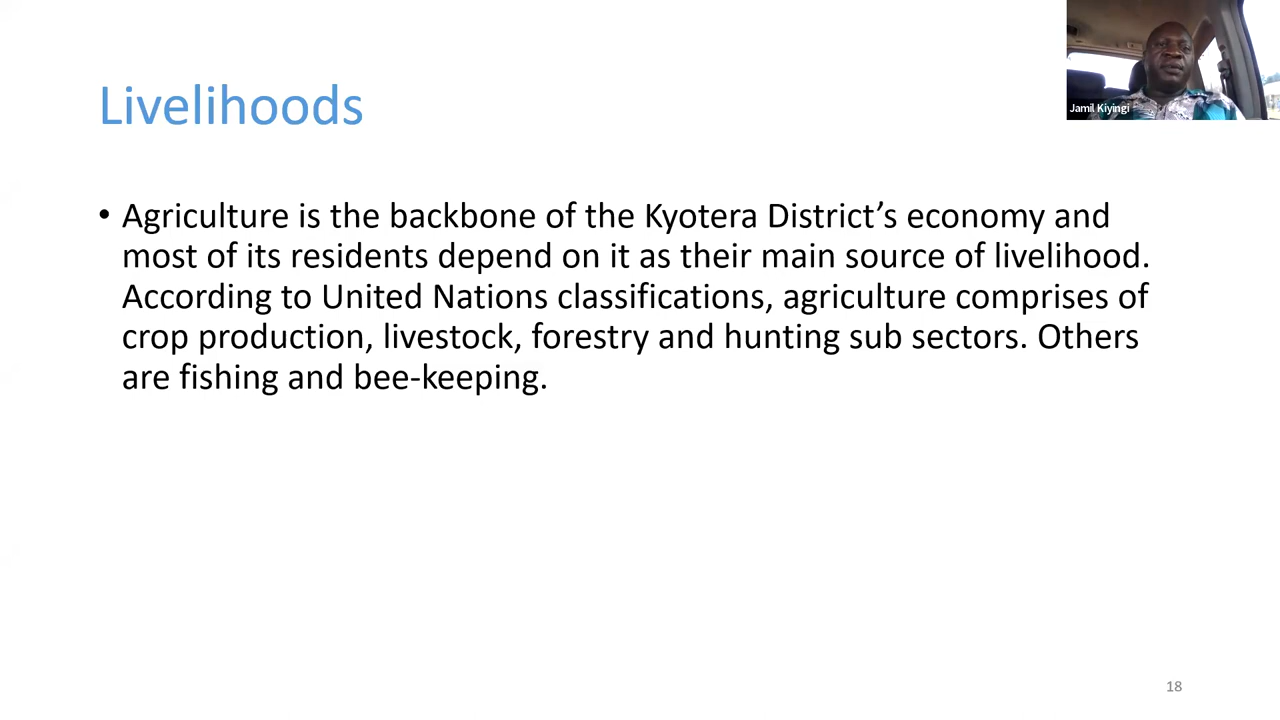 Livelihoods
Jamil Kiyingi
• Agriculture is the backbone of the Kyotera District’s economy and
most of its residents depend on it as their main source of livelihood.
According to United Nations classifications, agriculture comprises of
crop production, livestock, forestry and hunting sub sectors. Others
are fishing and bee-keeping.
18